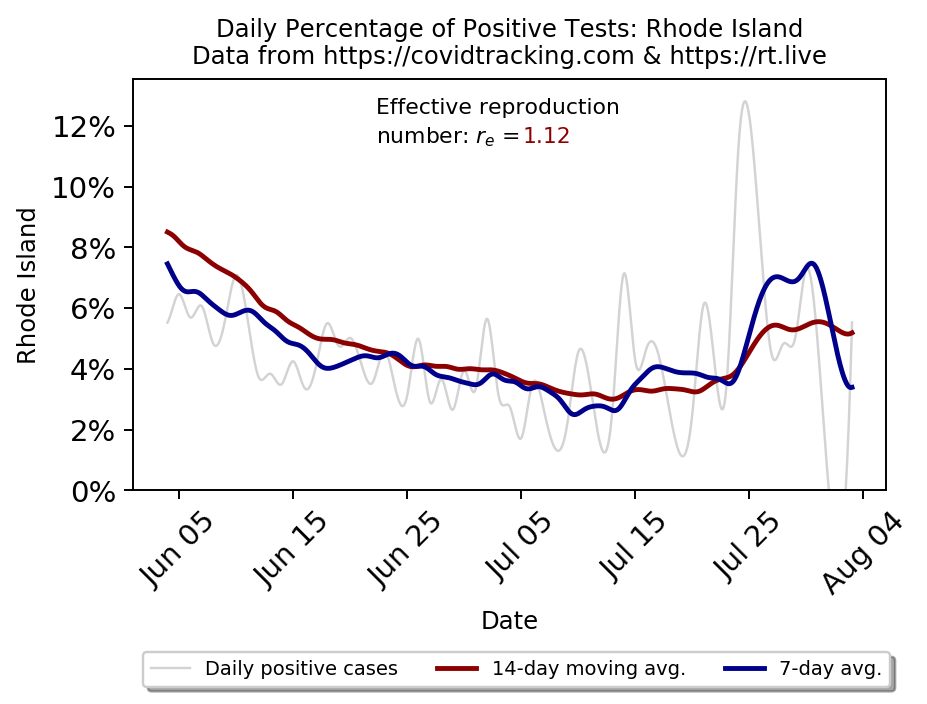 Daily Percentage of Positive Tests: Rhode Island
Data from https://covidtracking.com & https://rt.live
Effective reproduction
number: rₑ =1.12
Rhode Island
12%
10%
8%
6%
4%
2%
0%
Jun 05
Jun 15
Jun 25
Jul 05
Jul 15
Jul 25
Aug 04
Date
Daily positive cases
14-day moving avg.
7-day avg.